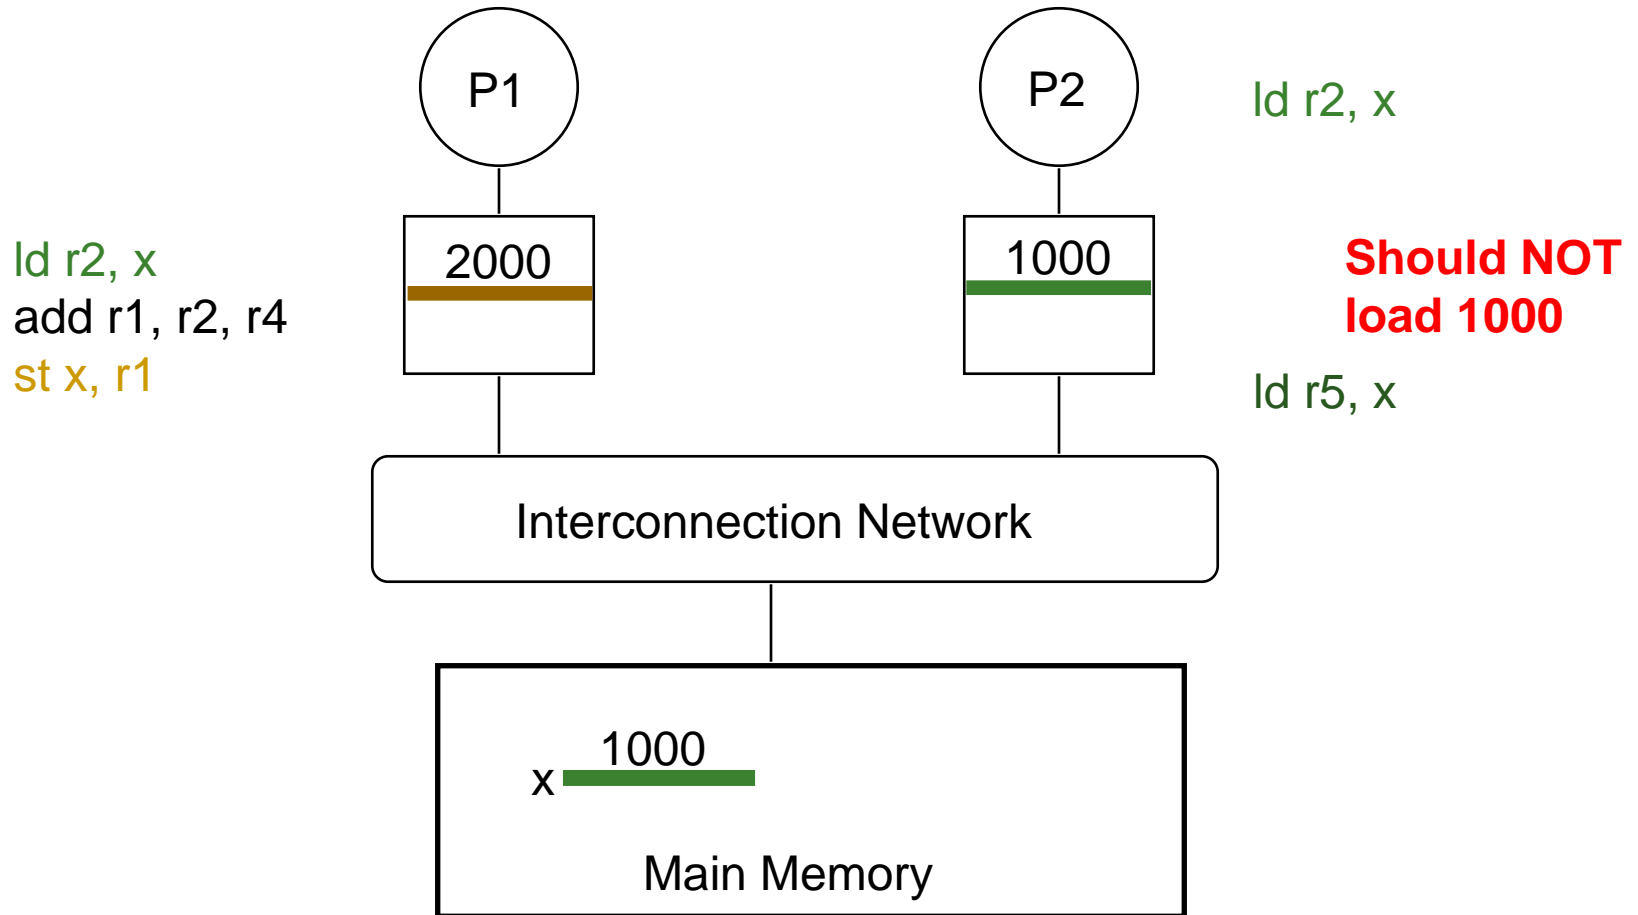 P1
P2
ld r2, x
2000
1000
ld r2, x
add r1, r2, r4
st x, r1
Should NOT
load 1000
ld r5, x
Interconnection Network
1000
x
Main Memory